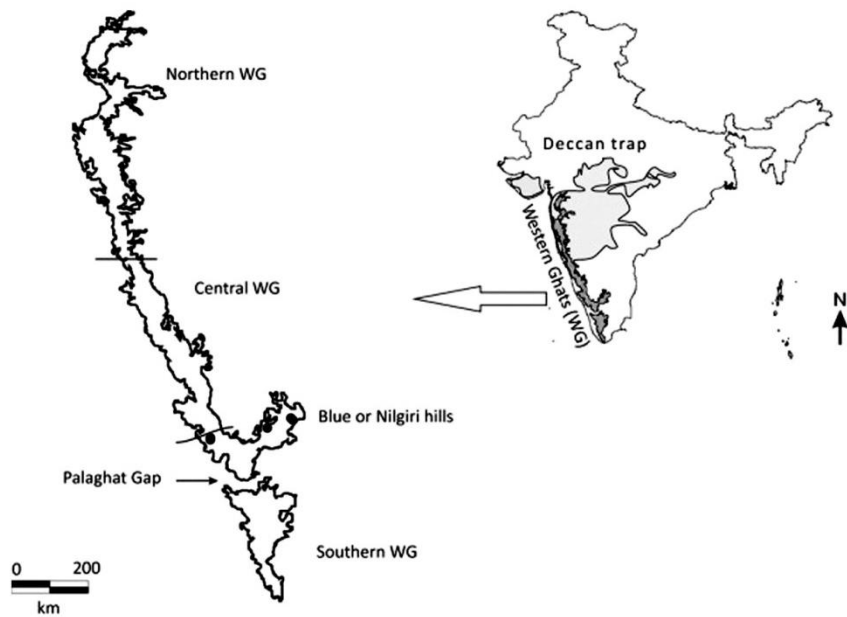 Northern WG
Central WG
Blue or Nilgiri hills
Palaghat Gap
Southern WG
0 200
km
Deccan trap
Western Ghats (WG)
N